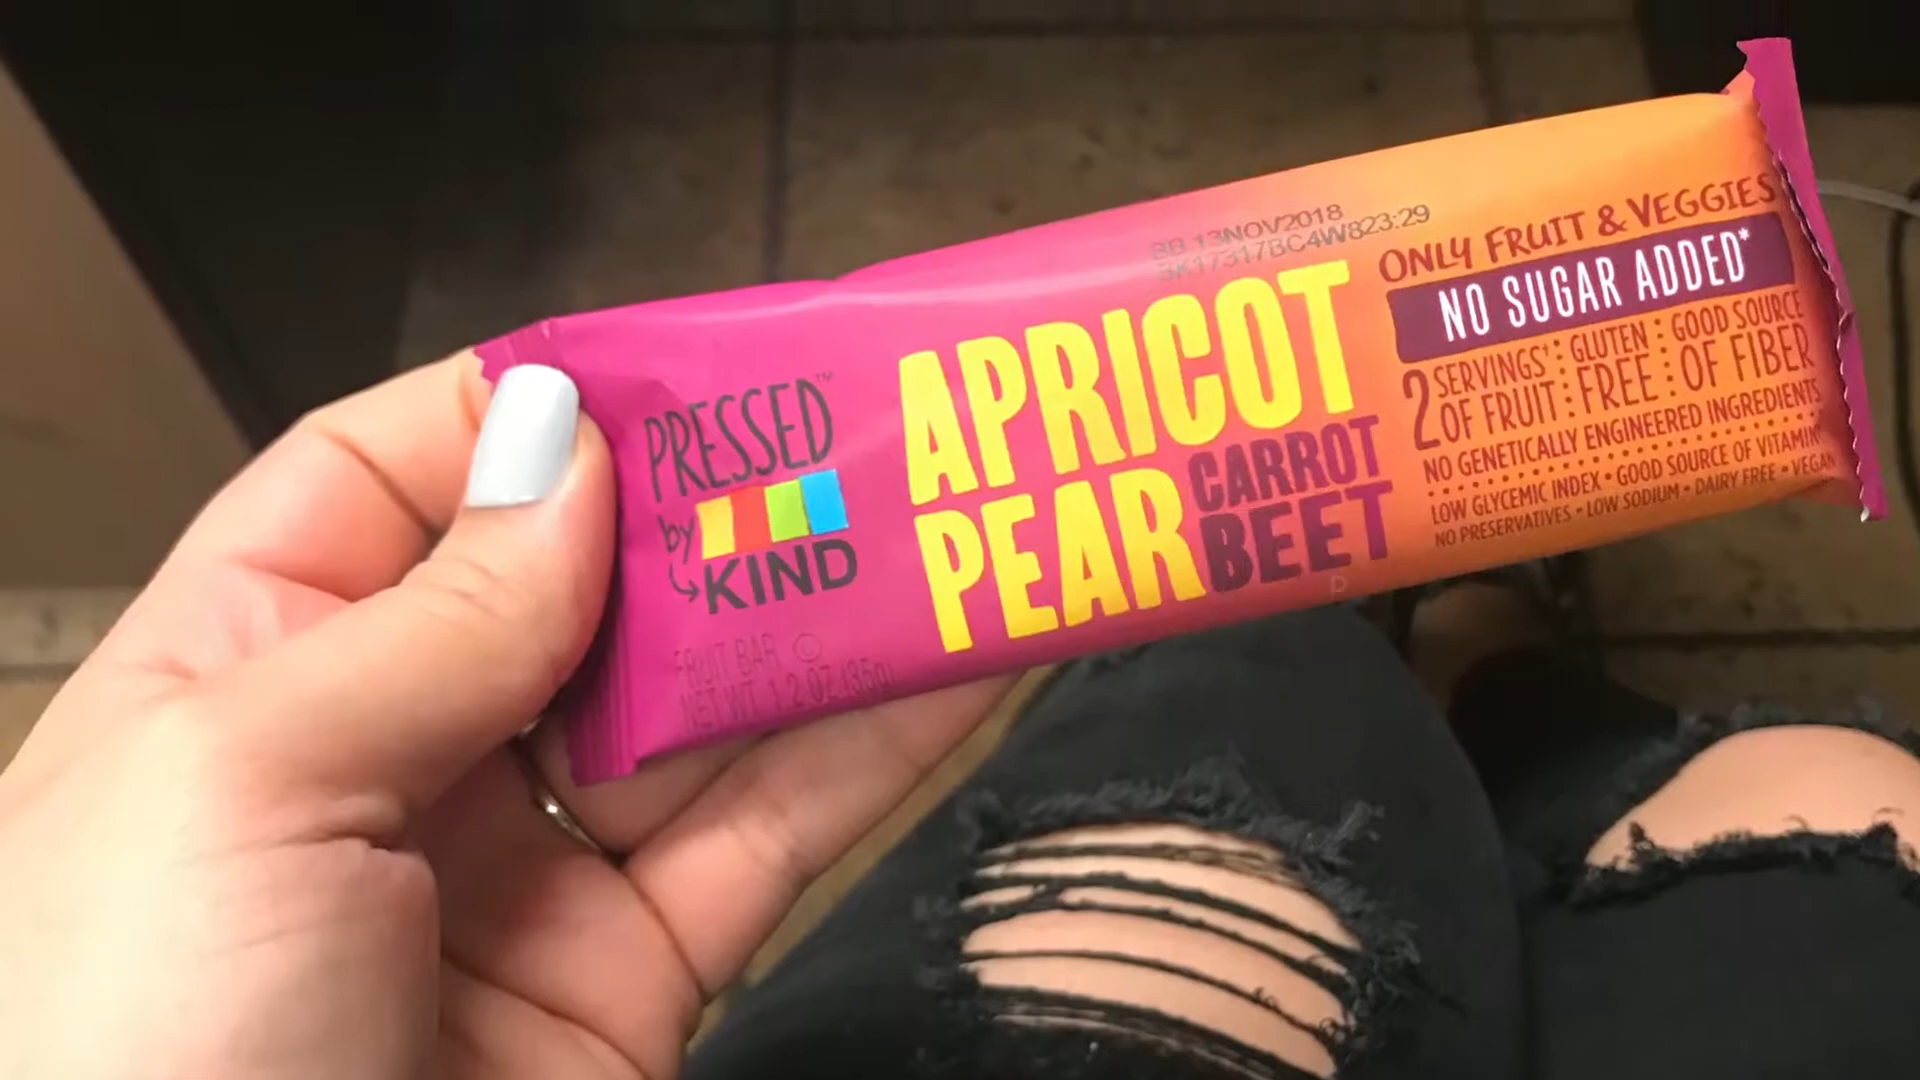 BB 13NOV2018
BK17317BC4W823:29
PRESSED™
by
KIND
FRUIT BAR
NET WT 1.2 OZ (35g)
APRICOT
PEAR
CARROT
BEET
ONLY FRUIT & VEGGIES
NO SUGAR ADDED*
2 SERVINGS† OF FRUIT
GLUTEN FREE
GOOD SOURCE OF FIBER
NO GENETICALLY ENGINEERED INGREDIENTS
LOW GLYCEMIC INDEX • GOOD SOURCE OF VITAMIN
NO PRESERVATIVES • LOW SODIUM • DAIRY FREE • VEGAN